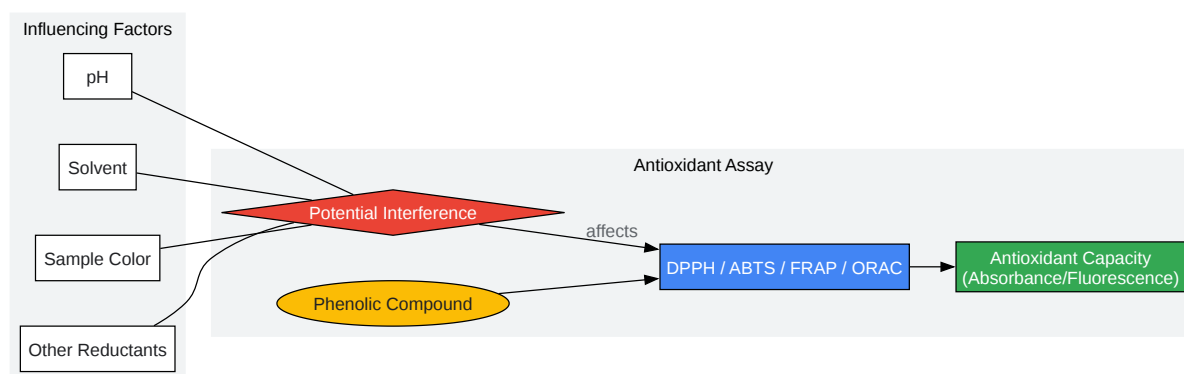 Influencing Factors
pH
Solvent
Sample Color
Other Reductants
Antioxidant Assay
Potential Interference
affects
Phenolic Compound
DPPH / ABTS / FRAP / ORAC
Antioxidant Capacity
(Absorbance/Fluorescence)